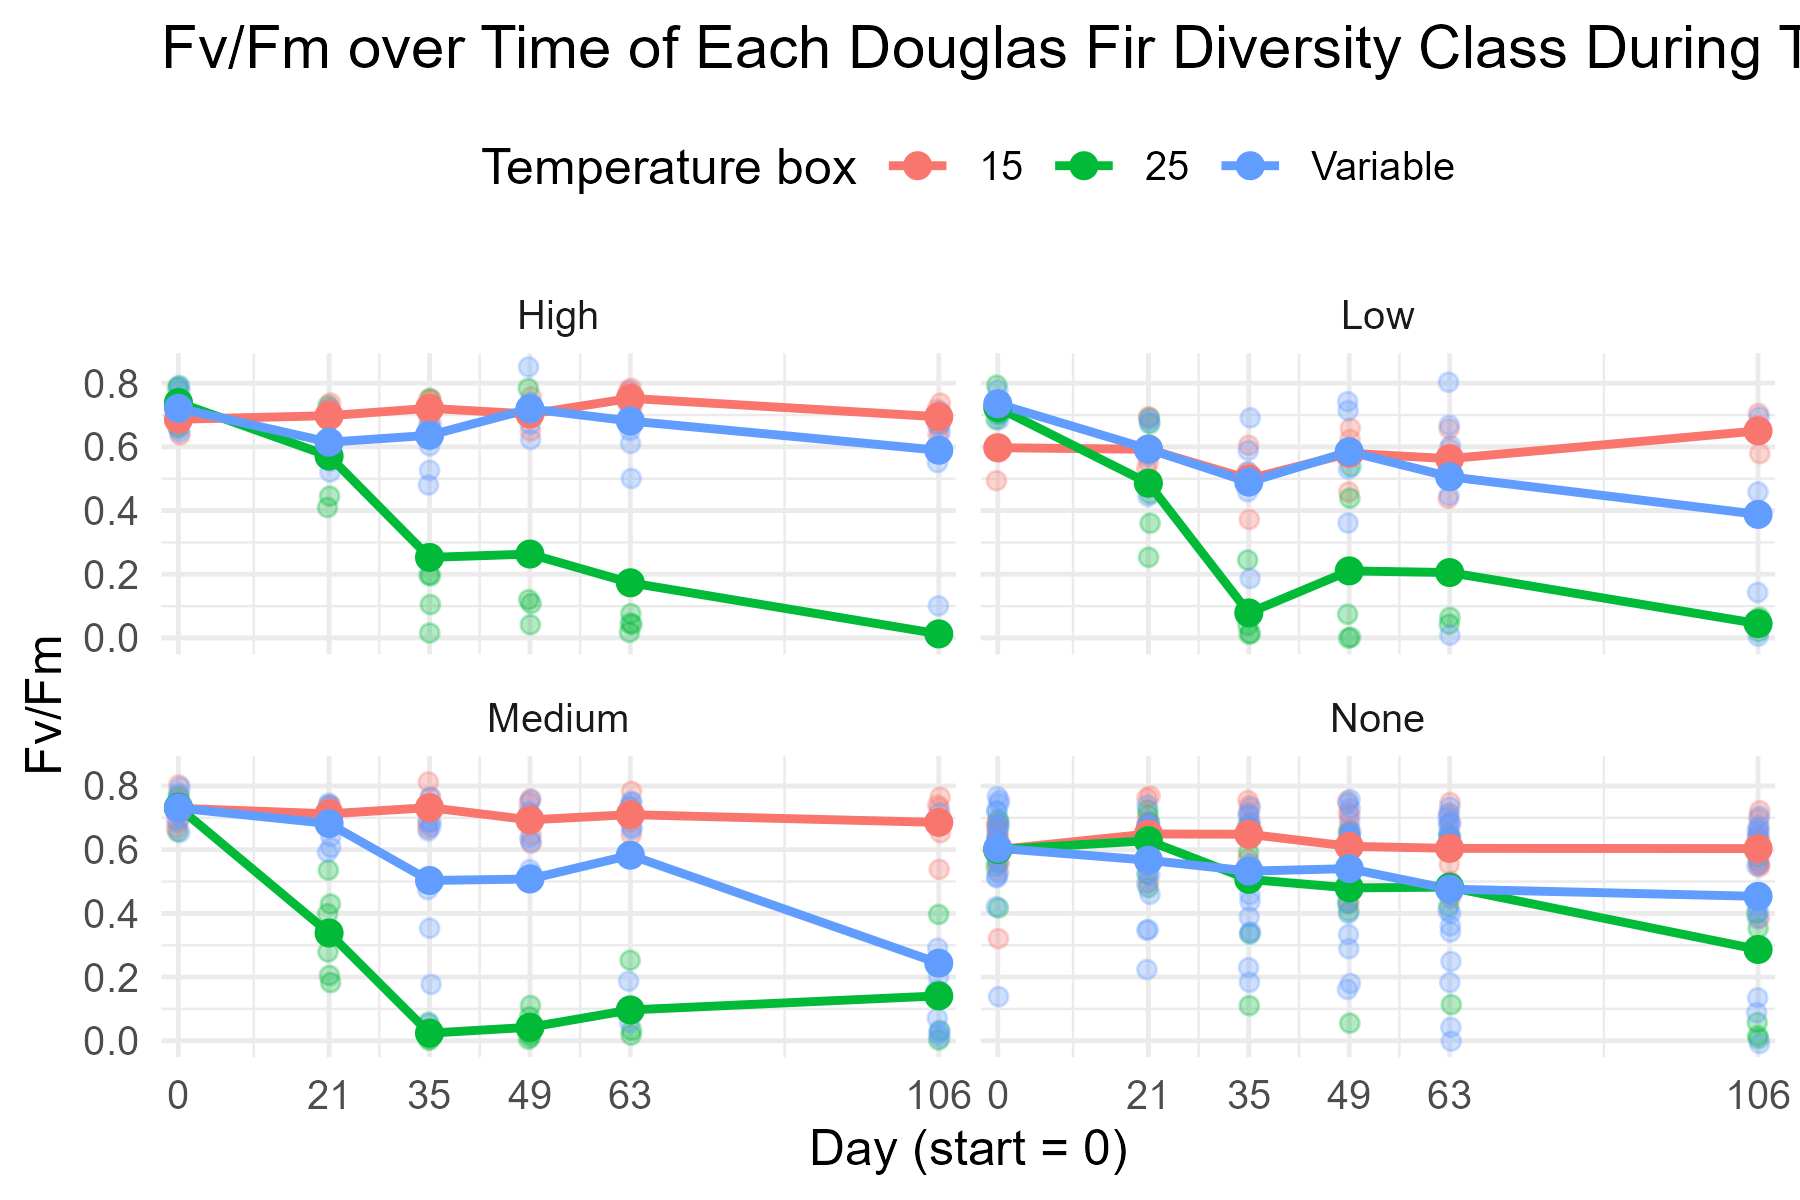 Fv/Fm over Time of Each Douglas Fir Diversity Class During T
Temperature box 15 25 Variable
High Low
0.8
0.6
0.4
0.2
0.0
Medium None
0.8
0.6
0.4
0.2
0.0
Fv/Fm
0 21 35 49 63 106 0 21 35 49 63 106
Day (start = 0)